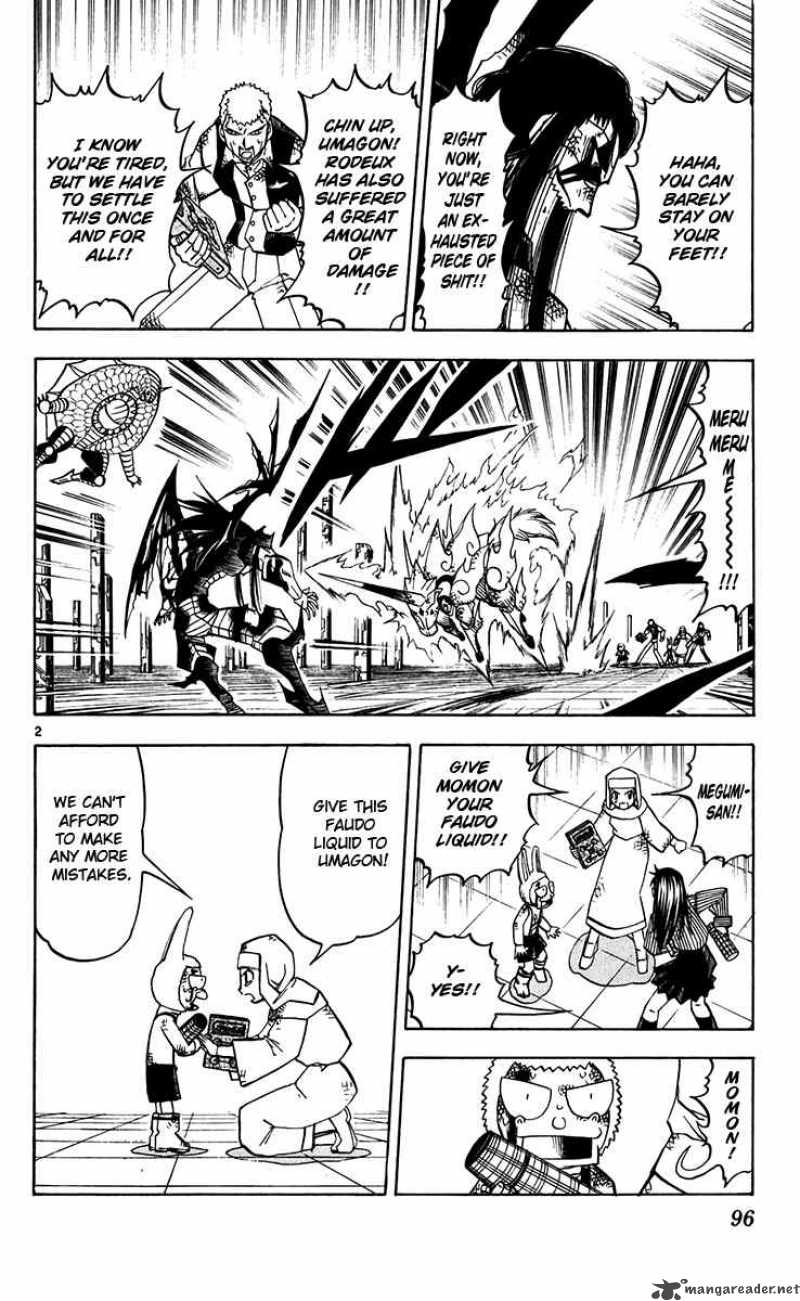 HAHA,
YOU CAN
BARELY
STAY ON
YOUR
FEET!!
RIGHT
NOW,
YOU'RE
JUST
AN EX-
HAUSTED
PIECE OF
SHIT!!
CHIN UP,
UMAGON!
RODEUX
HAS ALSO
SUFFERED
A GREAT
AMOUNT
OF
DAMAGE
!!
I KNOW
YOU'RE TIRED,
BUT WE HAVE
TO SETTLE
THIS ONCE
AND FOR
ALL!!
MERU
MERU
ME~~~~!!!
2
MEGUMI-
SAN!!
GIVE
MOMON
YOUR
FAUDO
LIQUID!!
Y-
YES!!
MOMON!
GIVE THIS
FAUDO
LIQUID TO
UMAGON!
WE CAN'T
AFFORD
TO MAKE
ANY MORE
MISTAKES.
96
mangareader.net